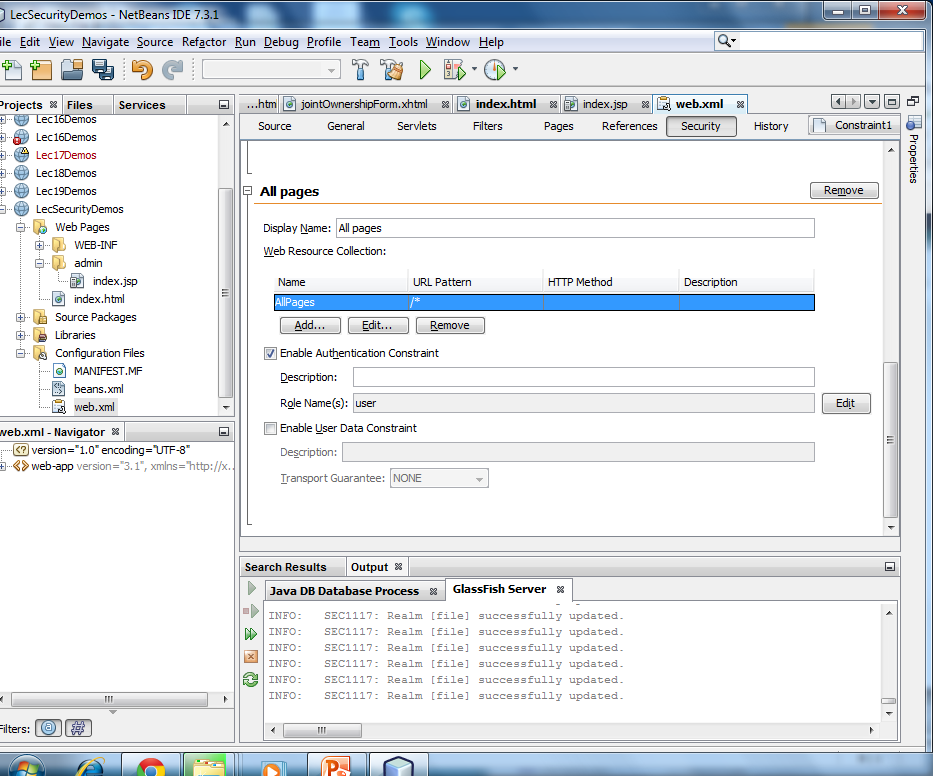 LecSecurityDemos - NetBeans IDE 7.3.1
ile Edit View Navigate Source Refactor Run Debug Profile Team Tools Window Help
Projects Files Services
Lec16Demos
Lec16Demos
Lec17Demos
Lec18Demos
Lec19Demos
LecSecurityDemos
Web Pages
WEB-INF
admin
index.jsp
index.html
Source Packages
Libraries
Configuration Files
MANIFEST.MF
beans.xml
web.xml
web.xml - Navigator
version="1.0" encoding="UTF-8"
web-app version="3.1", xmlns="http://x...
Filters:
...htm jointOwnershipForm.xhtml index.html index.jsp web.xml
Source General Servlets Filters Pages References Security History Constraint1
Properties
All pages Remove
Display Name: All pages
Web Resource Collection:
Name URL Pattern HTTP Method Description
AllPages /*
Add... Edit... Remove
Enable Authentication Constraint
Description:
Role Name(s): user Edit
Enable User Data Constraint
Description:
Transport Guarantee: NONE
Search Results Output
Java DB Database Process GlassFish Server
INFO: SEC1117: Realm [file] successfully updated.
INFO: SEC1117: Realm [file] successfully updated.
INFO: SEC1117: Realm [file] successfully updated.
INFO: SEC1117: Realm [file] successfully updated.
INFO: SEC1117: Realm [file] successfully updated.
INFO: SEC1117: Realm [file] successfully updated.